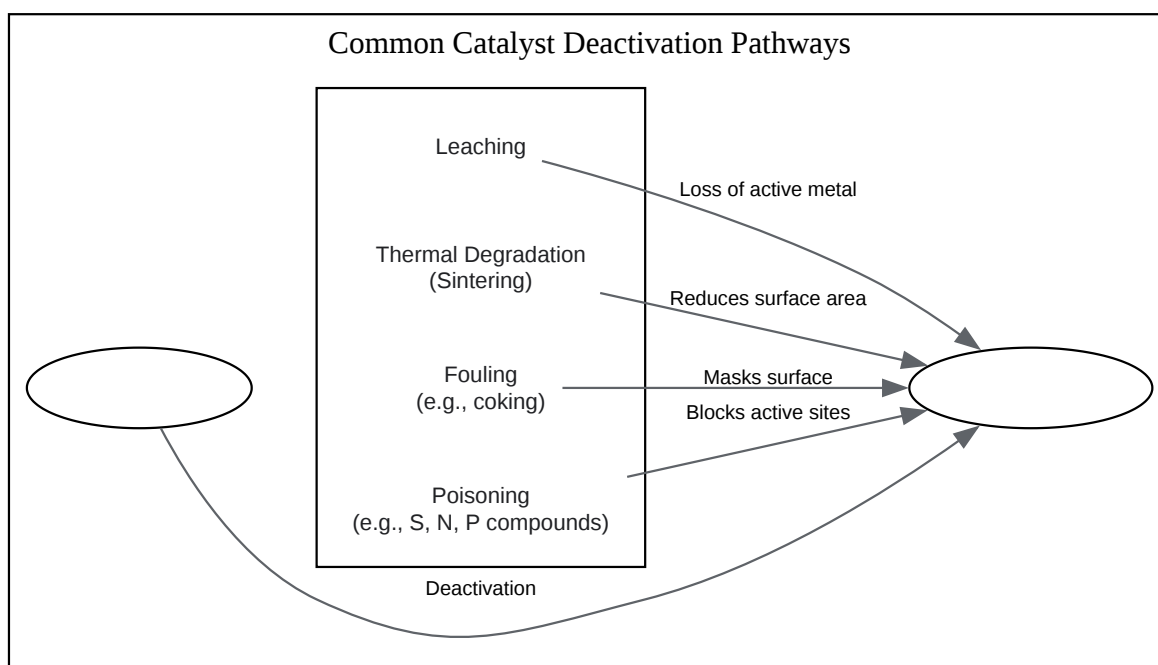 Common Catalyst Deactivation Pathways
Leaching
Loss of active metal
Thermal Degradation
(Sintering)
Reduces surface area
Fouling
(e.g., coking)
Masks surface
Blocks active sites
Poisoning
(e.g., S, N, P compounds)
Deactivation